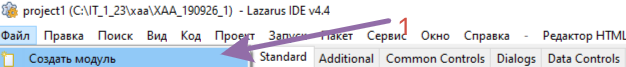 project1 (C:\IT_1_23\хаа\XAA_190926_1) - Lazarus IDE v4.4
Файл Правка Поиск Вид Код Проект Запуск Пакет Сервис Окно Справка - Редактор HTML
1
Создать модуль Standard Additional Common Controls Dialogs Data Controls